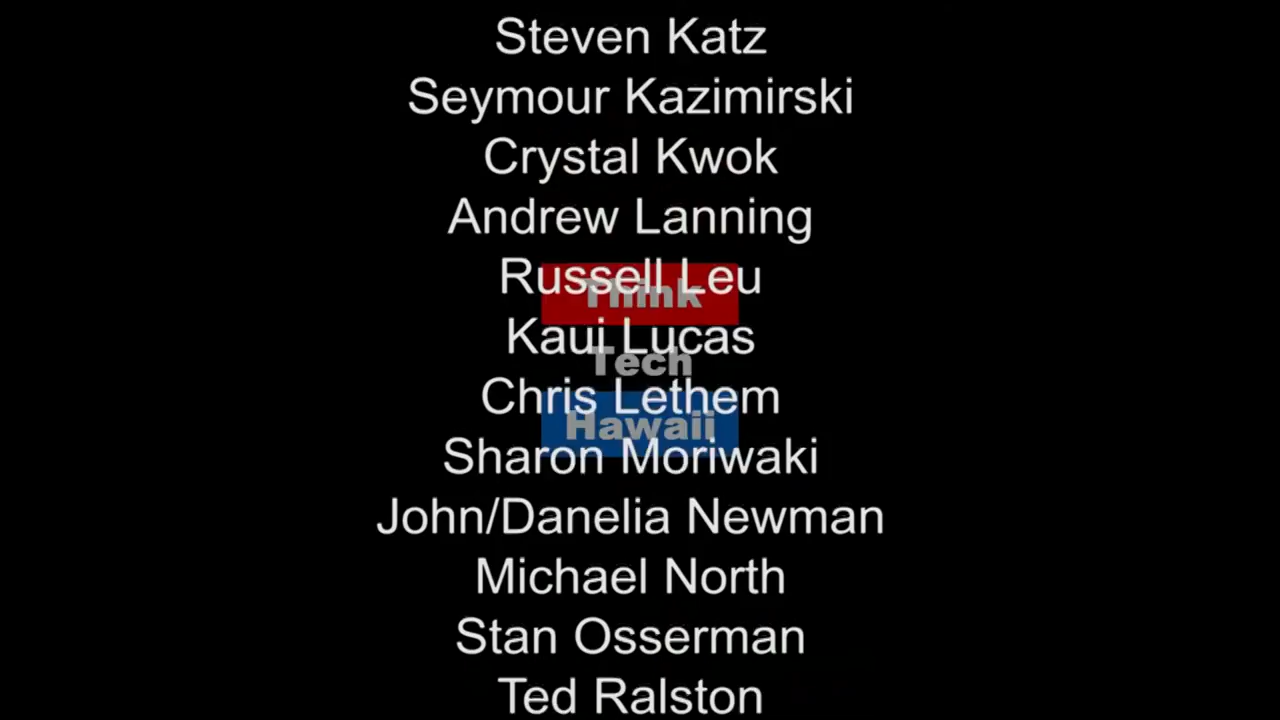 Steven Katz
Seymour Kazimirski
Crystal Kwok
Andrew Lanning
Russell Leu
Think
Kaui Lucas
Tech
Chris Lethem
Hawaii
Sharon Moriwaki
John/Danelia Newman
Michael North
Stan Osserman
Ted Ralston